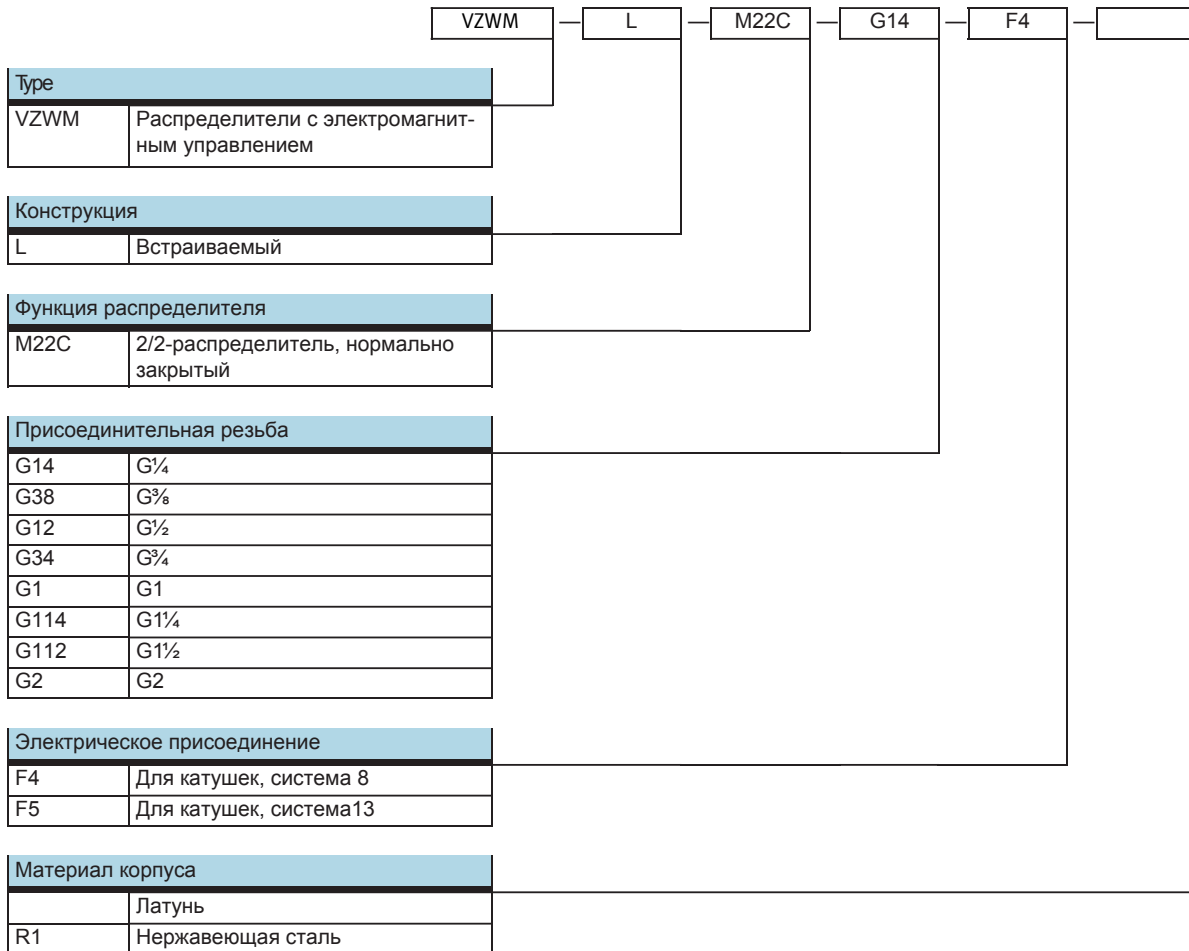 VZWM — L — M22C — G14 — F4 —
Type
VZWM Распределители с электромагнит-
ным управлением
Конструкция
L Встраиваемый
Функция распределителя
M22C 2/2-распределитель, нормально
закрытый
Присоединительная резьба
G14 G¼
G38 G⅜
G12 G½
G34 G¾
G1 G1
G114 G1¼
G112 G1½
G2 G2
Электрическое присоединение
F4 Для катушек, система 8
F5 Для катушек, система13
Материал корпуса
Латунь
R1 Нержавеющая сталь